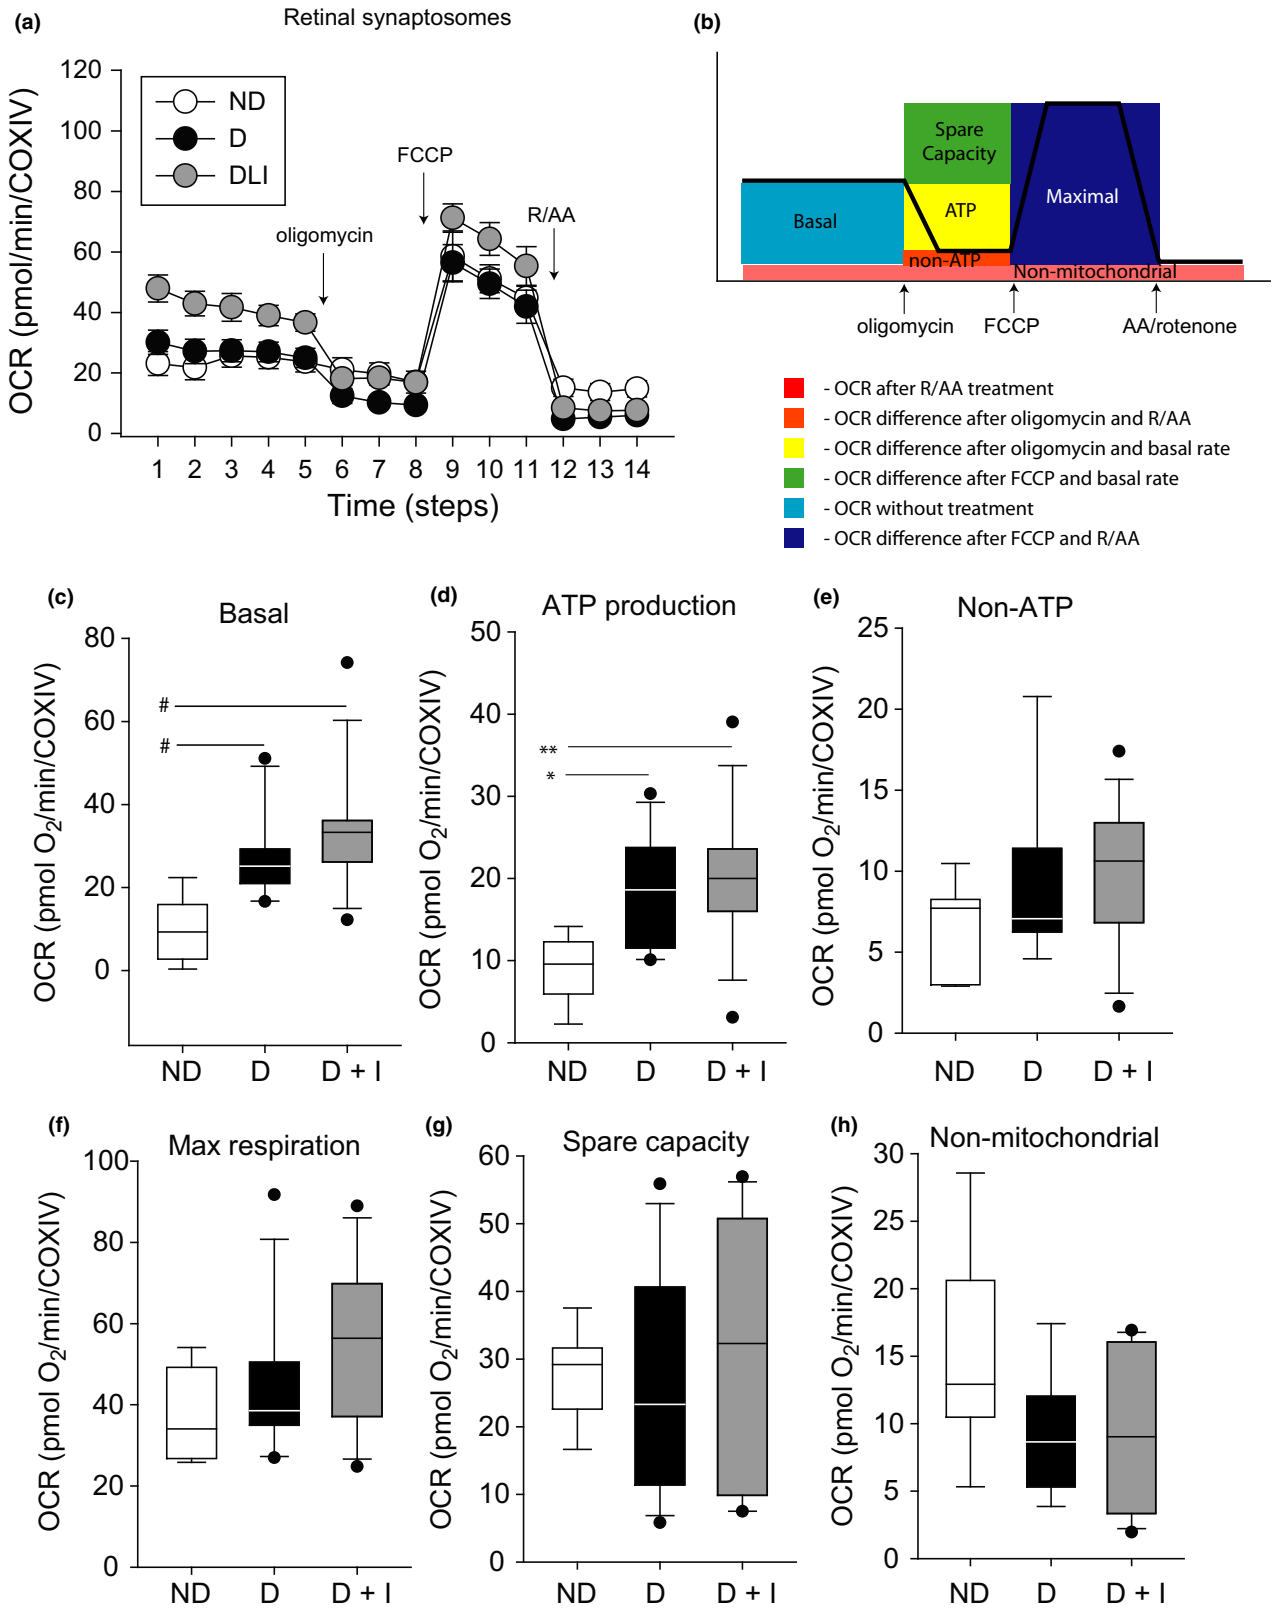 (a)
Retinal synaptosomes
OCR (pmol/min/COXIV)
120
100
80
60
40
20
0
ND
D
DLI
oligomycin
FCCP
R/AA
1 2 3 4 5 6 7 8 9 10 11 12 13 14
Time (steps)
(b)
Spare
Capacity
Basal
ATP
Maximal
non-ATP
Non-mitochondrial
oligomycin
FCCP
AA/rotenone
- OCR after R/AA treatment
- OCR difference after oligomycin and R/AA
- OCR difference after oligomycin and basal rate
- OCR difference after FCCP and basal rate
- OCR without treatment
- OCR difference after FCCP and R/AA
(c)
Basal
OCR (pmol O2/min/COXIV)
80
60
40
20
0
#
#
ND D D + I
(d)
ATP production
OCR (pmol O2/min/COXIV)
50
40
30
20
10
0
**
*
ND D D + I
(e)
Non-ATP
OCR (pmol O2/min/COXIV)
25
20
15
10
5
0
ND D D + I
(f)
Max respiration
OCR (pmol O2/min/COXIV)
100
80
60
40
20
0
ND D D + I
(g)
Spare capacity
OCR (pmol O2/min/COXIV)
60
50
40
30
20
10
0
ND D D + I
(h)
Non-mitochondrial
OCR (pmol O2/min/COXIV)
30
25
20
15
10
5
0
ND D D + I